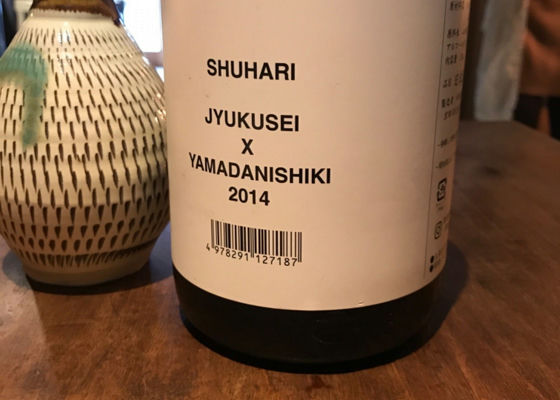 SHUHARI
JYUKUSEI
X
YAMADANISHIKI
2014
4 978291 127187